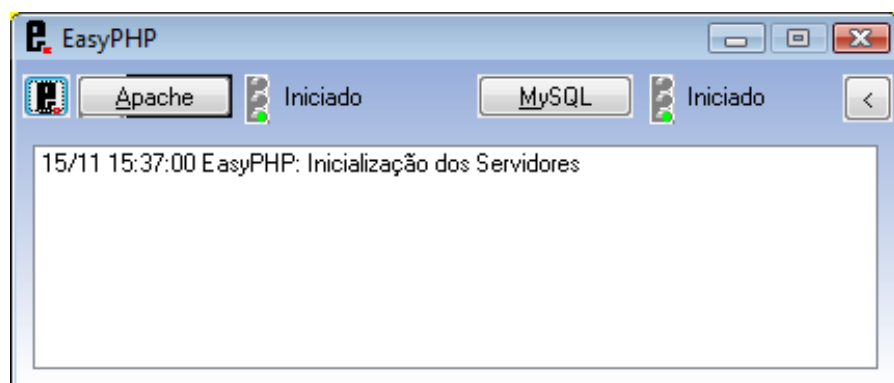 EasyPHP
Apache Iniciado MySQL Iniciado <
15/11 15:37:00 EasyPHP: Inicialização dos Servidores